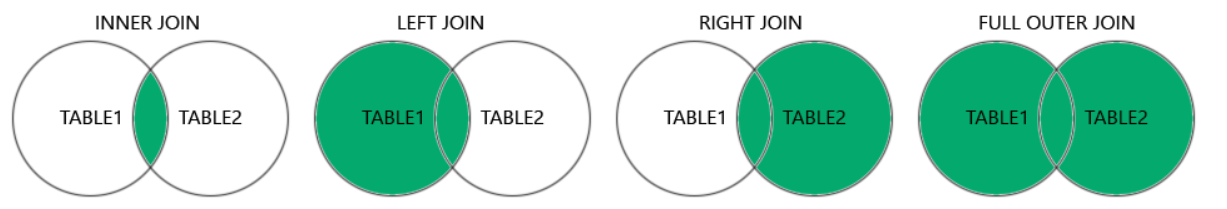 INNER JOIN
LEFT JOIN
RIGHT JOIN
FULL OUTER JOIN
TABLE1
TABLE2
TABLE1
TABLE2
TABLE1
TABLE2
TABLE1
TABLE2